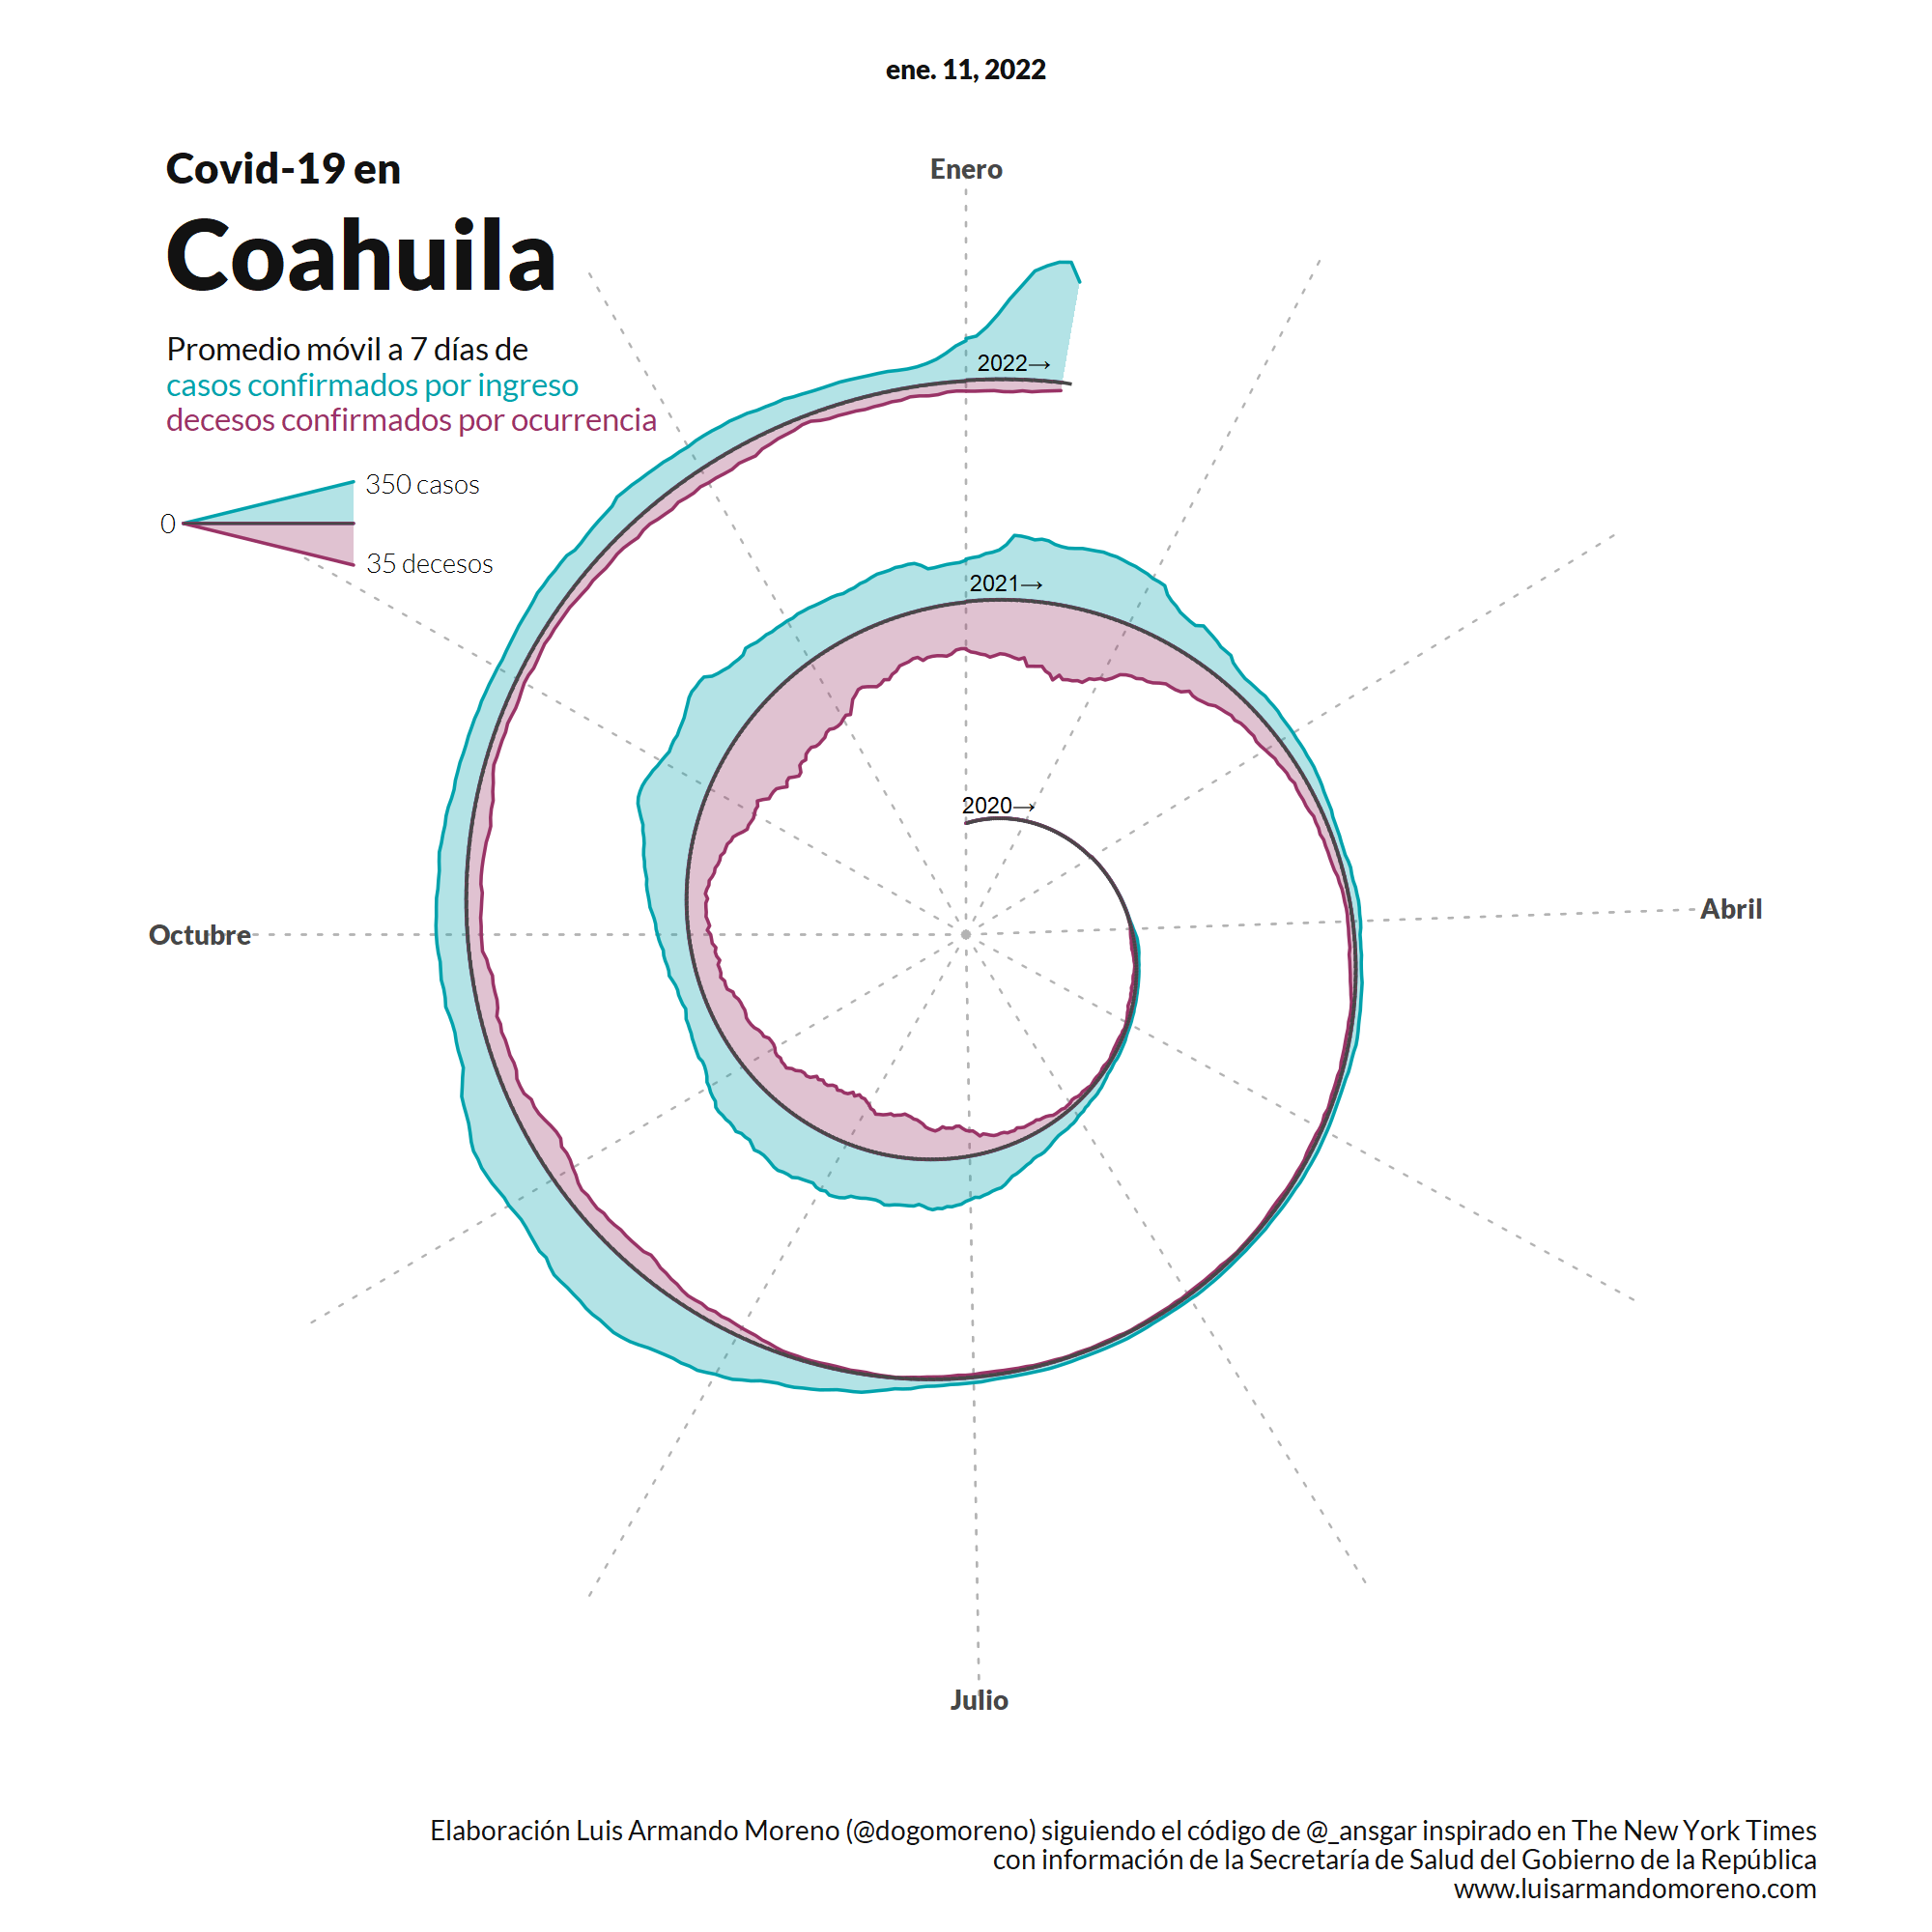 ene. 11, 2022
Covid-19 en
Coahuila
Promedio móvil a 7 días de
casos confirmados por ingreso
decesos confirmados por ocurrencia
350 casos
0
35 decesos
Enero
2022→
2021→
2020→
Abril
Octubre
Julio
Elaboración Luis Armando Moreno (@dogomoreno) siguiendo el código de @_ansgar inspirado en The New York Times
con información de la Secretaría de Salud del Gobierno de la República
www.luisarmandomoreno.com